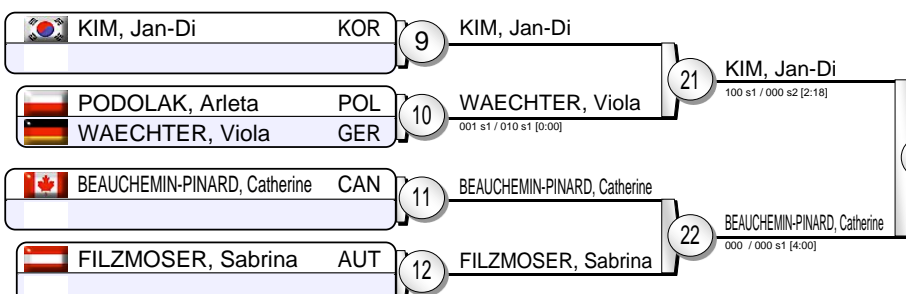 KIM, Jan-Di KOR
9
KIM, Jan-Di
21
KIM, Jan-Di
100 s1 / 000 s2 [2:18]
PODOLAK, Arleta POL
WAECHTER, Viola GER
10
WAECHTER, Viola
001 s1 / 010 s1 [0:00]
BEAUCHEMIN-PINARD, Catherine CAN
11
BEAUCHEMIN-PINARD, Catherine
22
BEAUCHEMIN-PINARD, Catherine
000 / 000 s1 [4:00]
FILZMOSER, Sabrina AUT
12
FILZMOSER, Sabrina